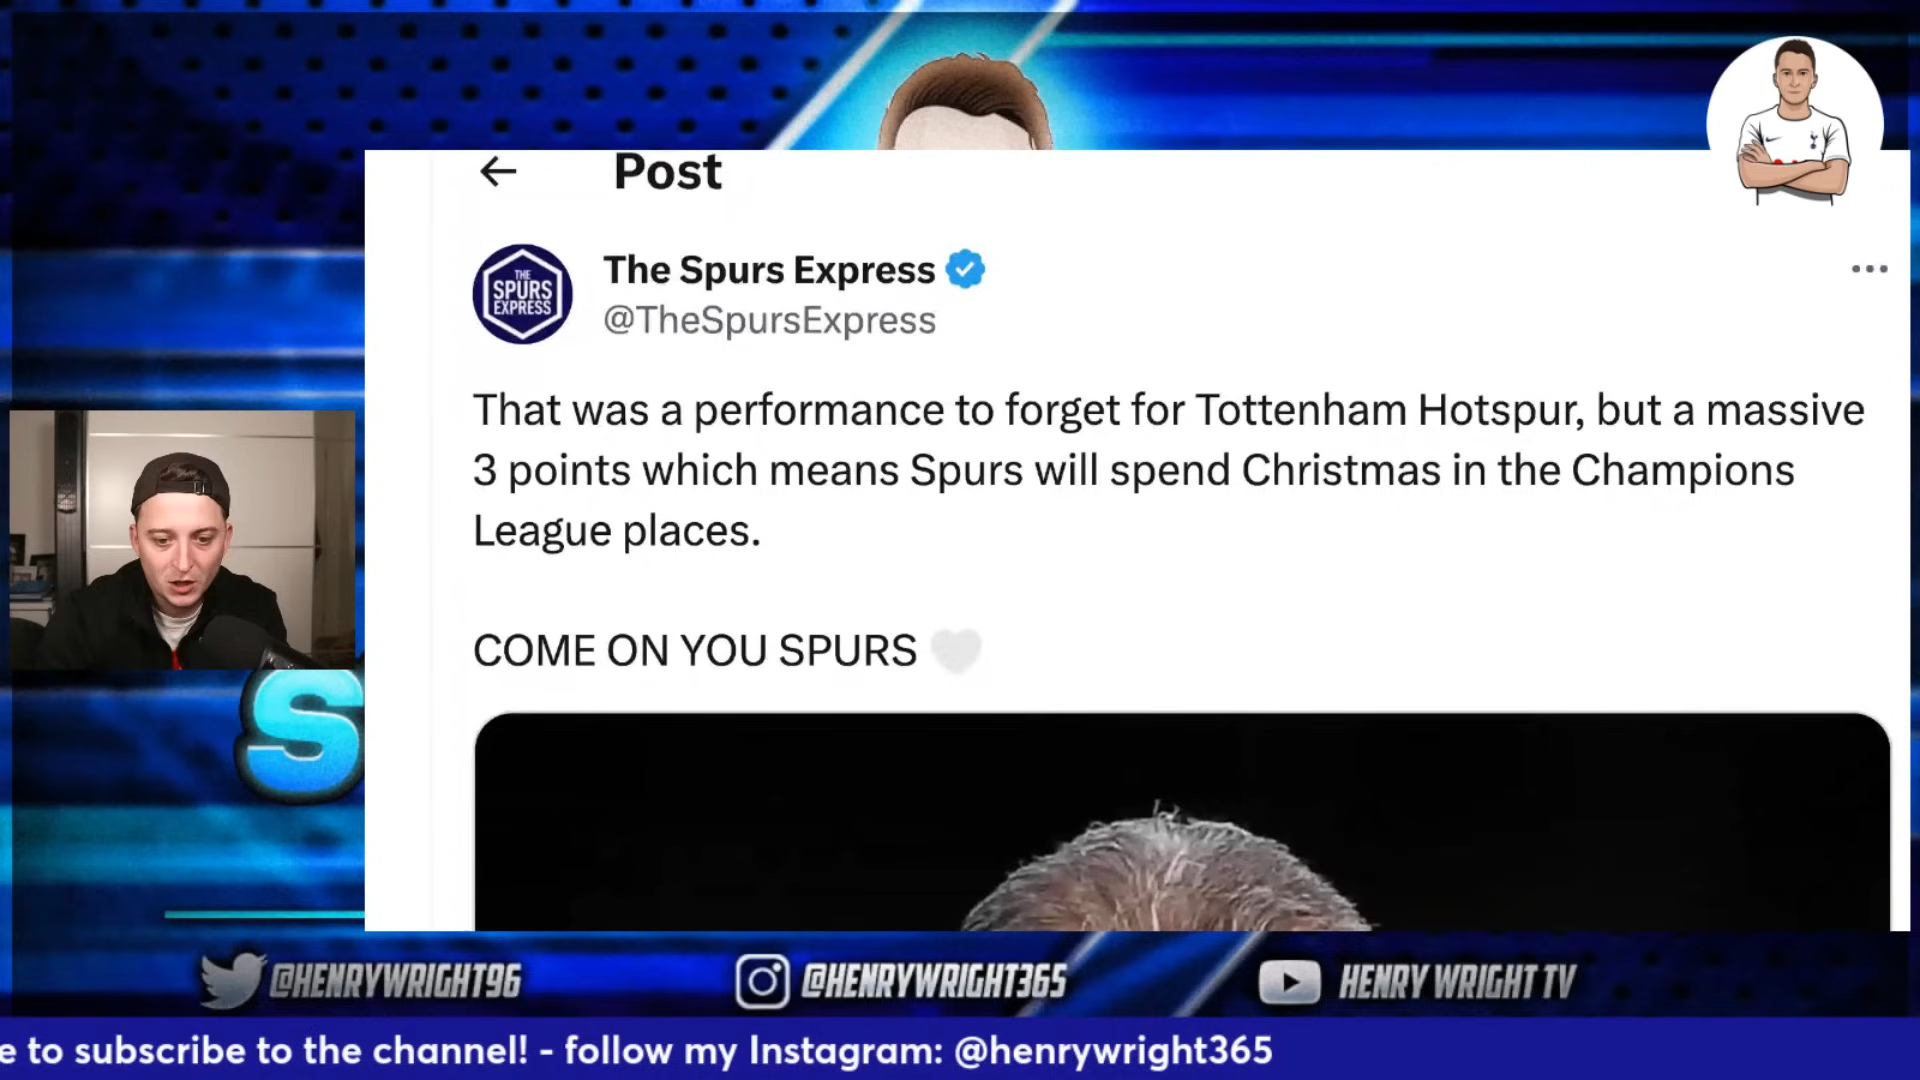 Post
The Spurs Express
@TheSpursExpress
THE
SPURS
EXPRESS
That was a performance to forget for Tottenham Hotspur, but a massive
3 points which means Spurs will spend Christmas in the Champions
League places.
COME ON YOU SPURS
S
@HENRYWRIGHT96
@HENRYWRIGHT365
HENRY WRIGHT TV
e to subscribe to the channel! - follow my Instagram: @henrywright365